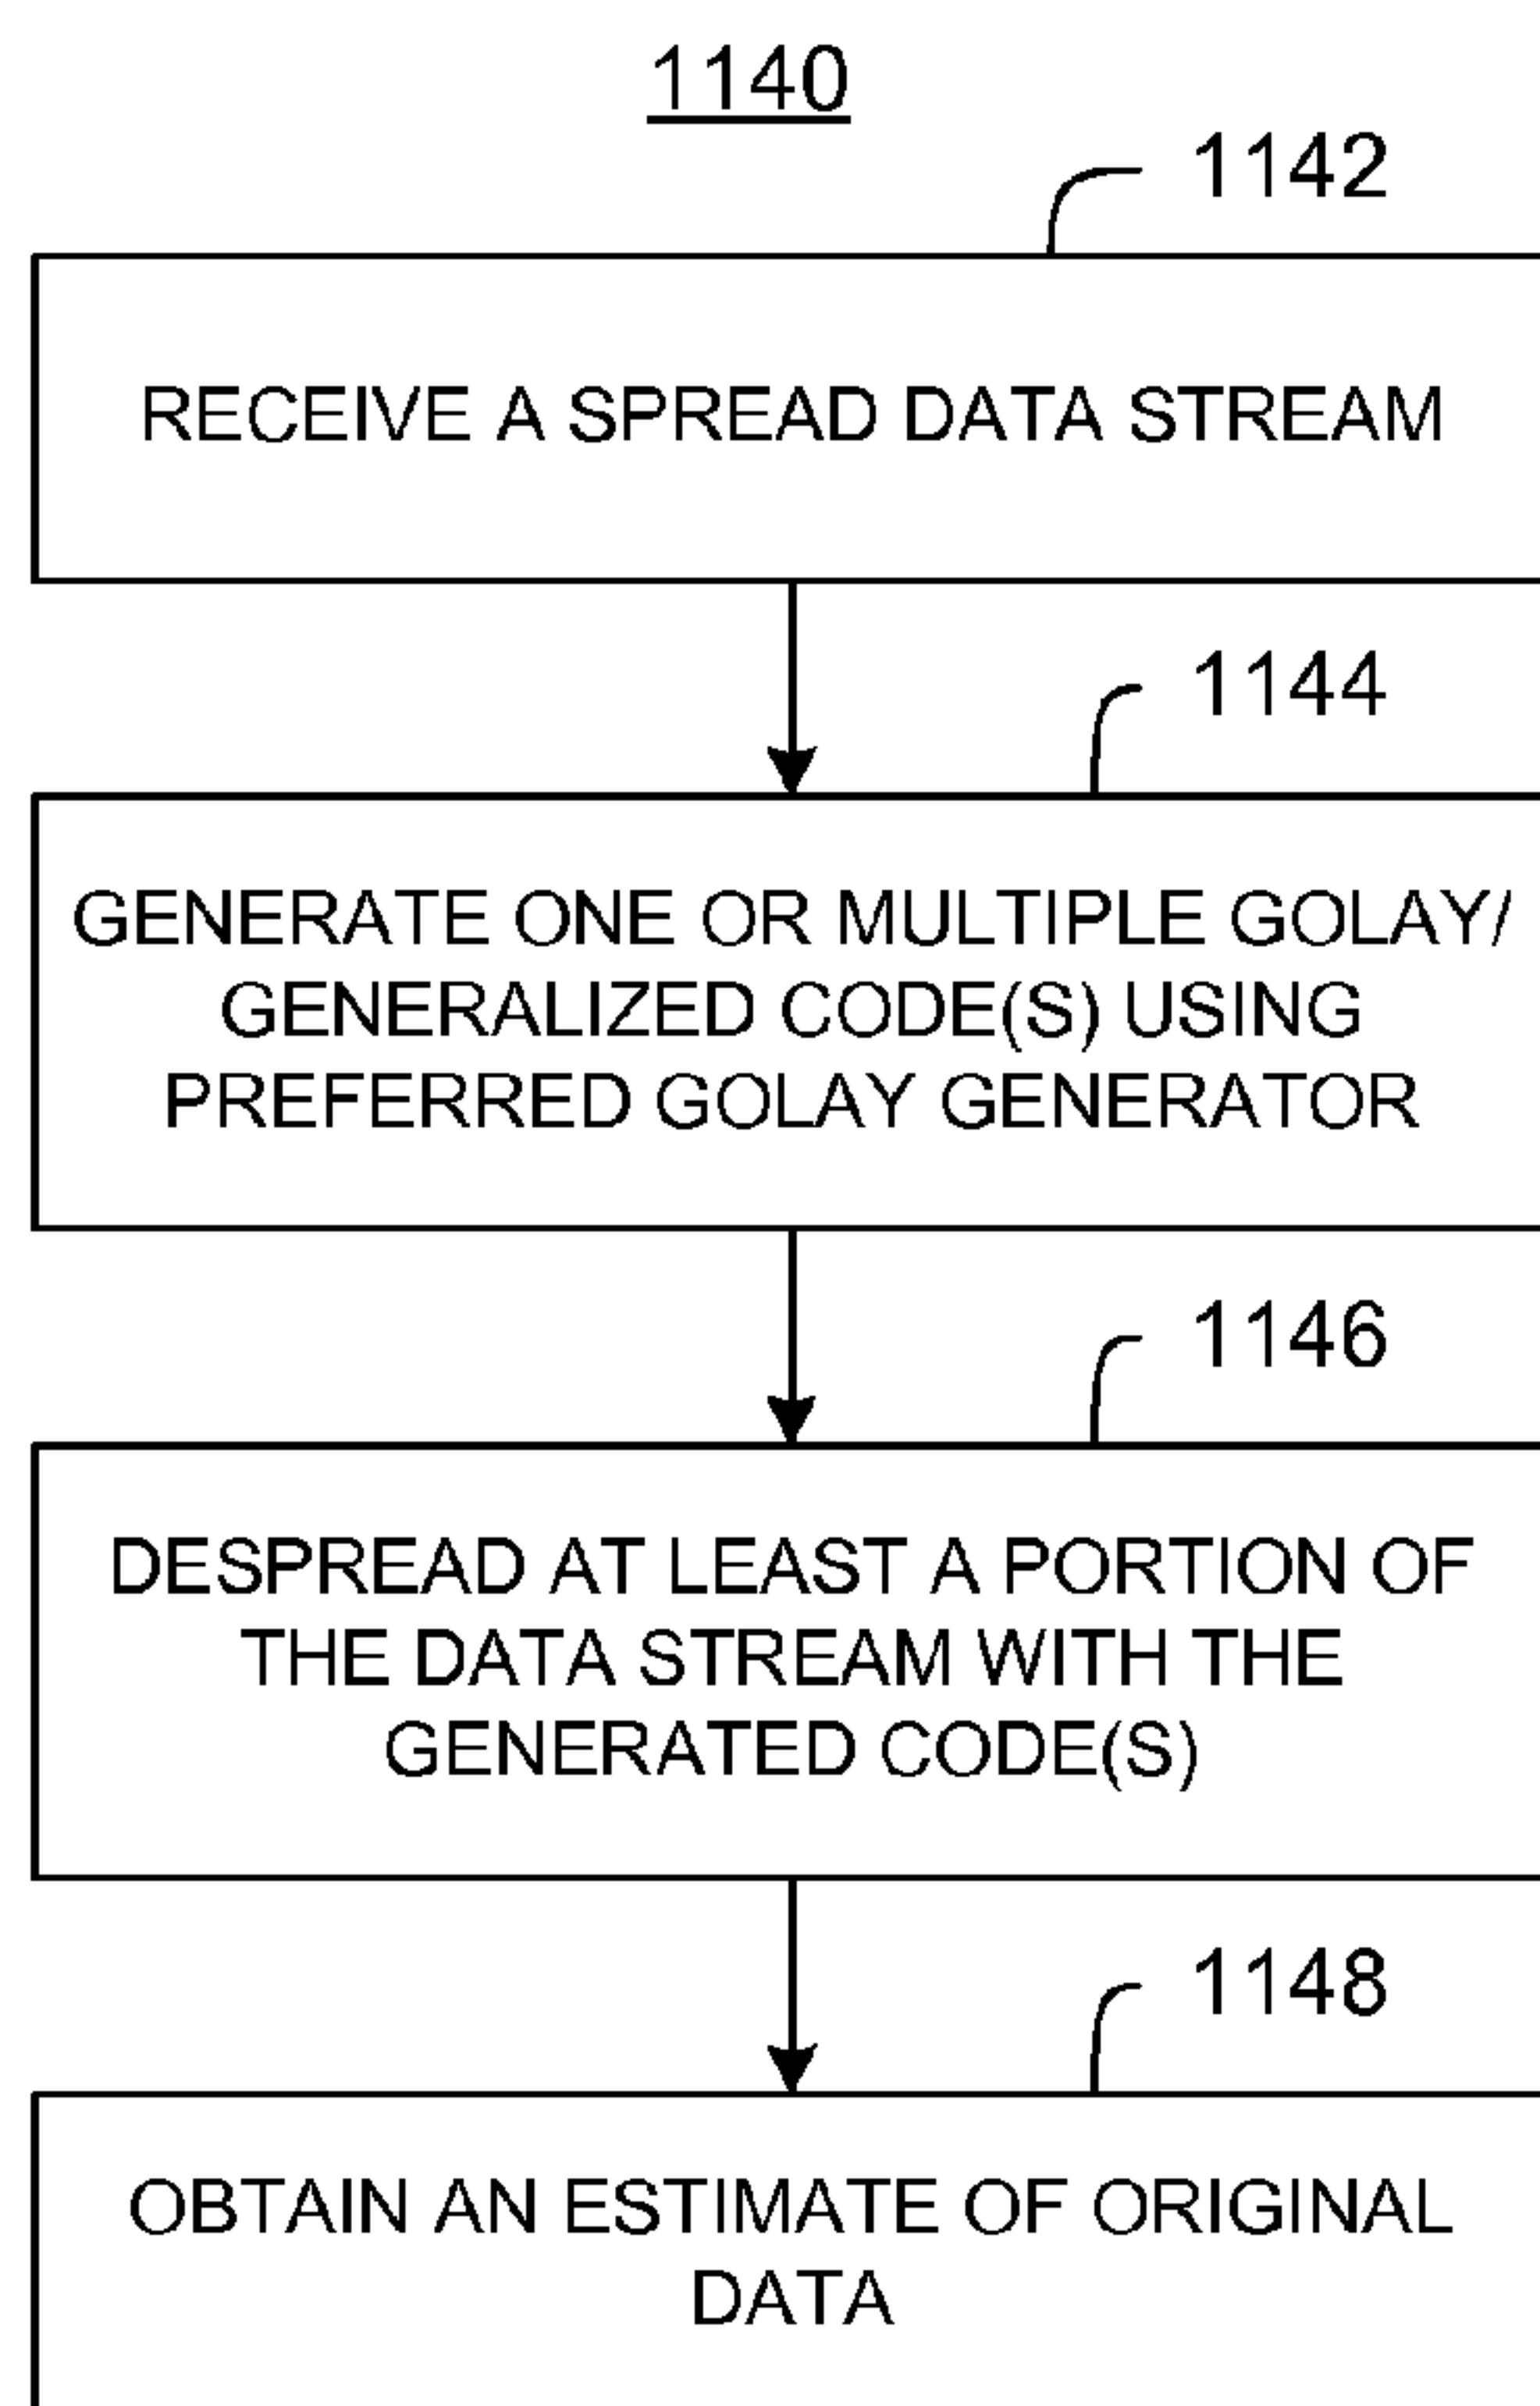 1140
1142
RECEIVE A SPREAD DATA STREAM
1144
GENERATE ONE OR MULTIPLE GOLAY/
GENERALIZED CODE(S) USING
PREFERRED GOLAY GENERATOR
1146
DESPREAD AT LEAST A PORTION OF
THE DATA STREAM WITH THE
GENERATED CODE(S)
1148
OBTAIN AN ESTIMATE OF ORIGINAL
DATA